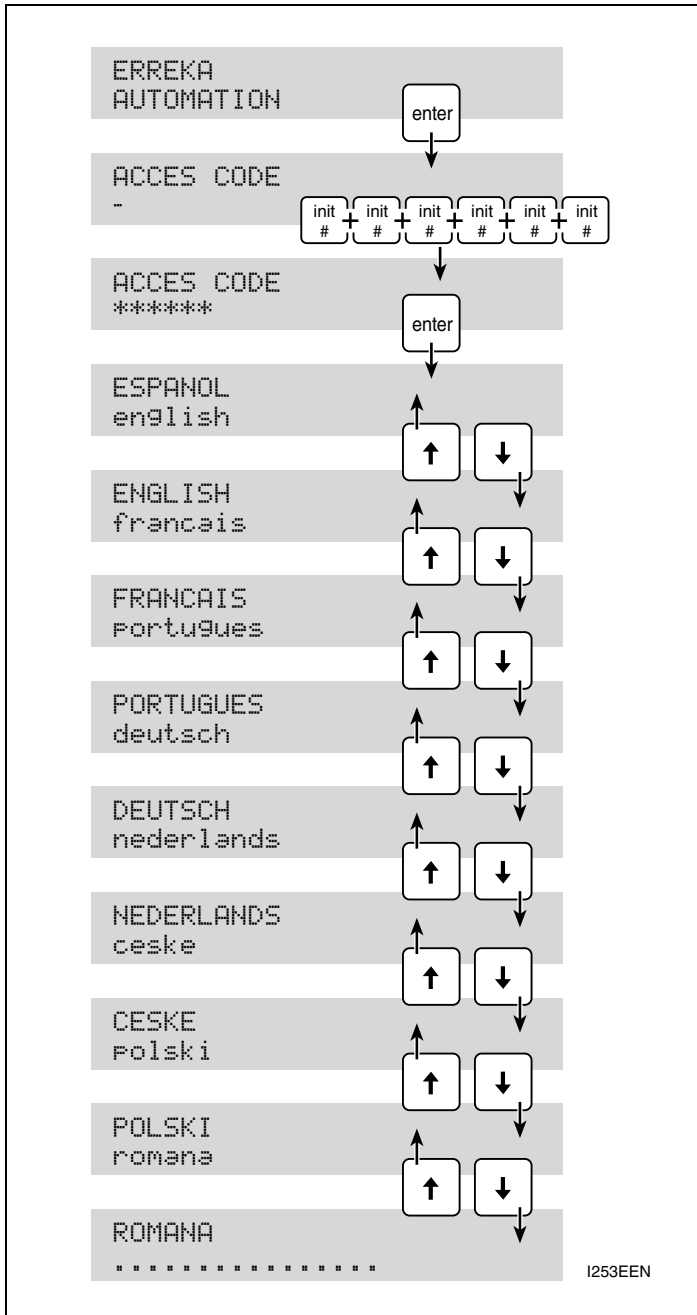 ERREKA
AUTOMATION
enter
ACCES CODE
-
init # + init # + init # + init # + init # + init #
ACCES CODE
******
enter
ESPANOL
english
↑ ↓
ENGLISH
francais
↑ ↓
FRANCAIS
portugues
↑ ↓
PORTUGUES
deutsch
↑ ↓
DEUTSCH
nederlands
↑ ↓
NEDERLANDS
ceske
↑ ↓
CESKE
polski
↑ ↓
POLSKI
romana
↑ ↓
ROMANA
................
I253EEN